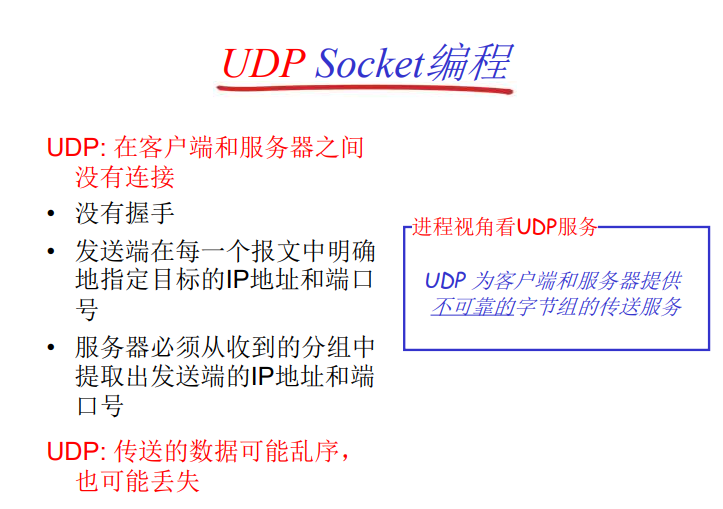 UDP Socket编程
UDP: 在客户端和服务器之间
没有连接
• 没有握手
• 发送端在每一个报文中明确
地指定目标的IP地址和端口
号
• 服务器必须从收到的分组中
提取出发送端的IP地址和端
口号
UDP: 传送的数据可能乱序，
也可能丢失
进程视角看UDP服务
UDP 为客户端和服务器提供
不可靠的字节组的传送服务